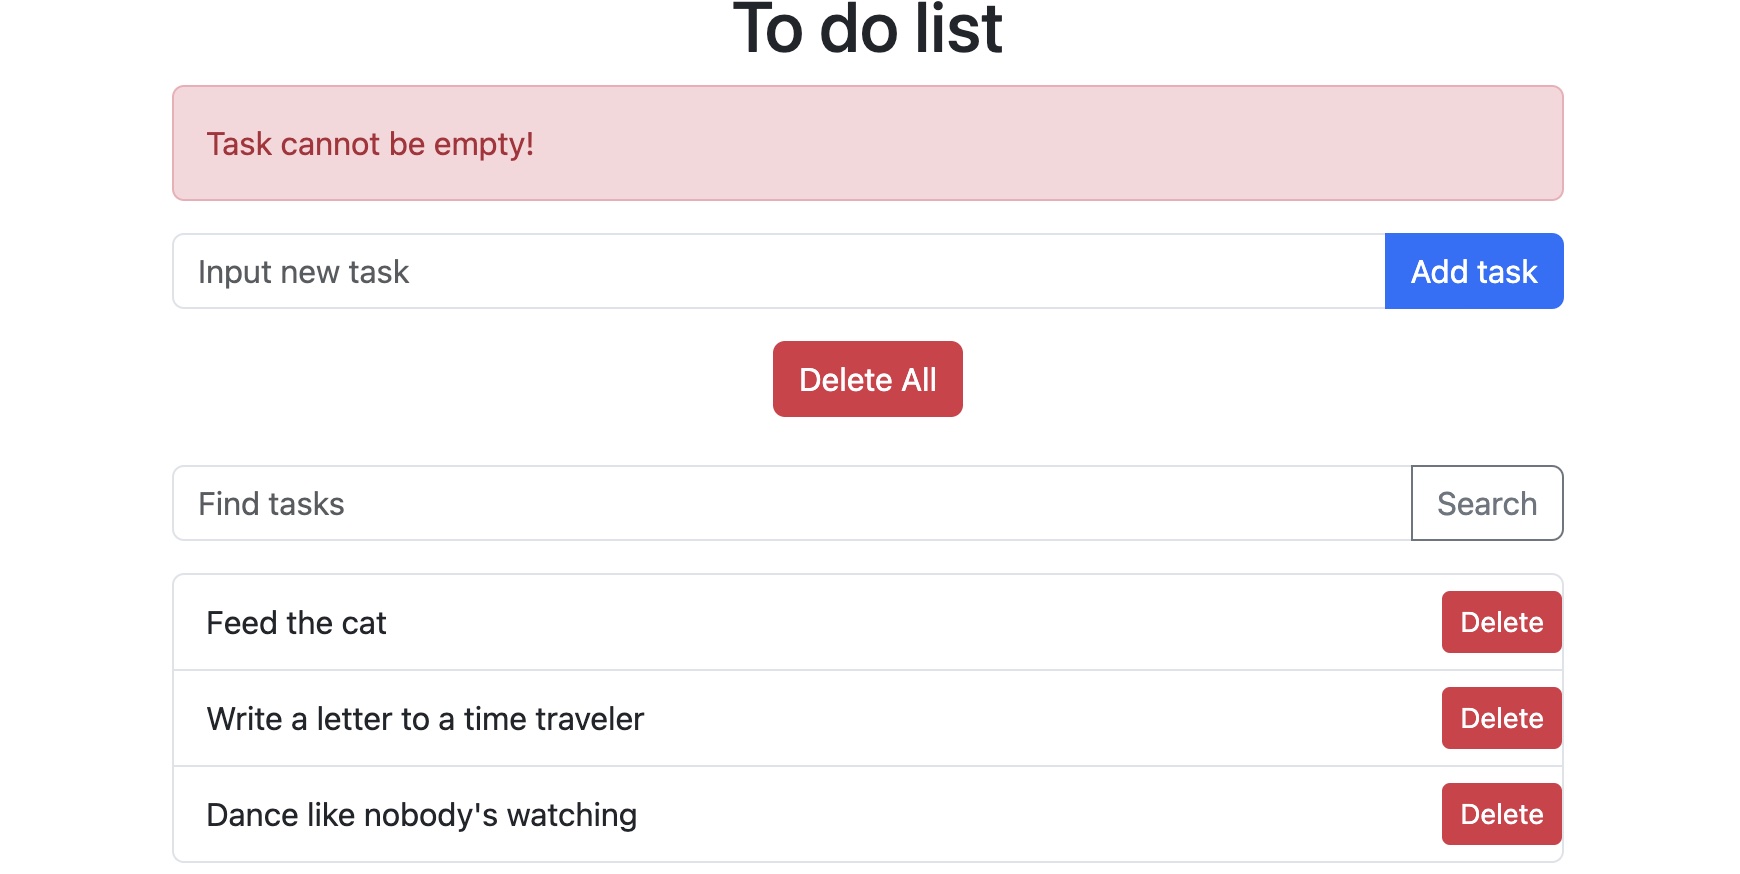 To do list
Task cannot be empty!
Input new task
Add task
Delete All
Find tasks
Search
Feed the cat
Delete
Write a letter to a time traveler
Delete
Dance like nobody's watching
Delete